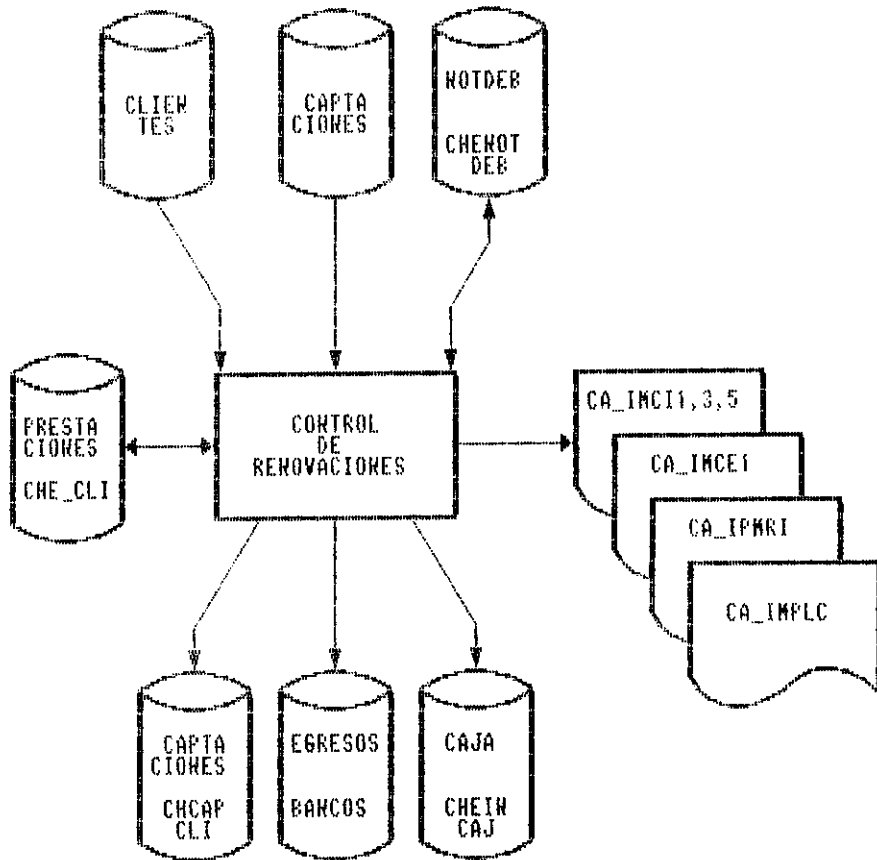 CLIEN
TES
CAPTA
CIONES
NOTDEB
CHENOT
DEB
PRESTA
CIONES
CHE_CLI
CONTROL
DE
RENOVACIONES
CA_IMCI1,3,5
CA_IMCE1
CA_IPMRI
CA_IMPLC
CAPTA
CIONES
CHCAP
CLI
EGRESOS
BANCOS
CAJA
CHEIN
CAJ